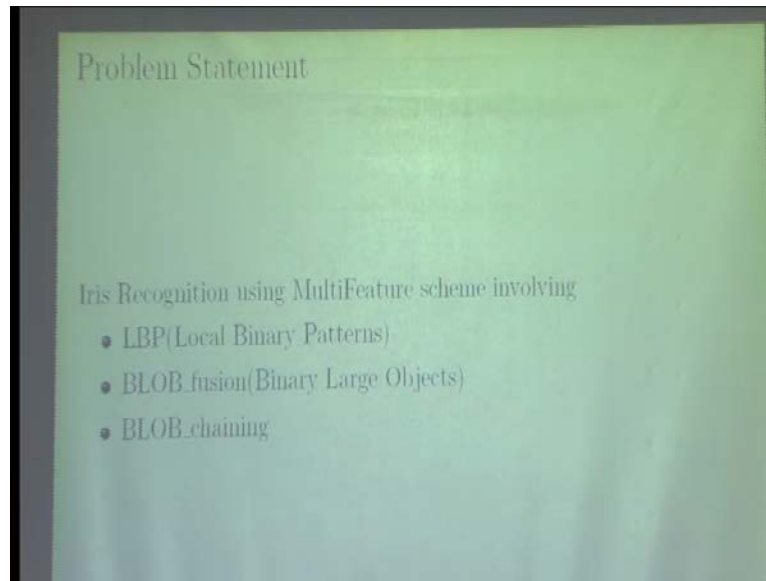 Problem Statement
Iris Recognition using MultiFeature scheme involving
• LBP(Local Binary Patterns)
• BLOB_fusion(Binary Large Objects)
• BLOB_chaining